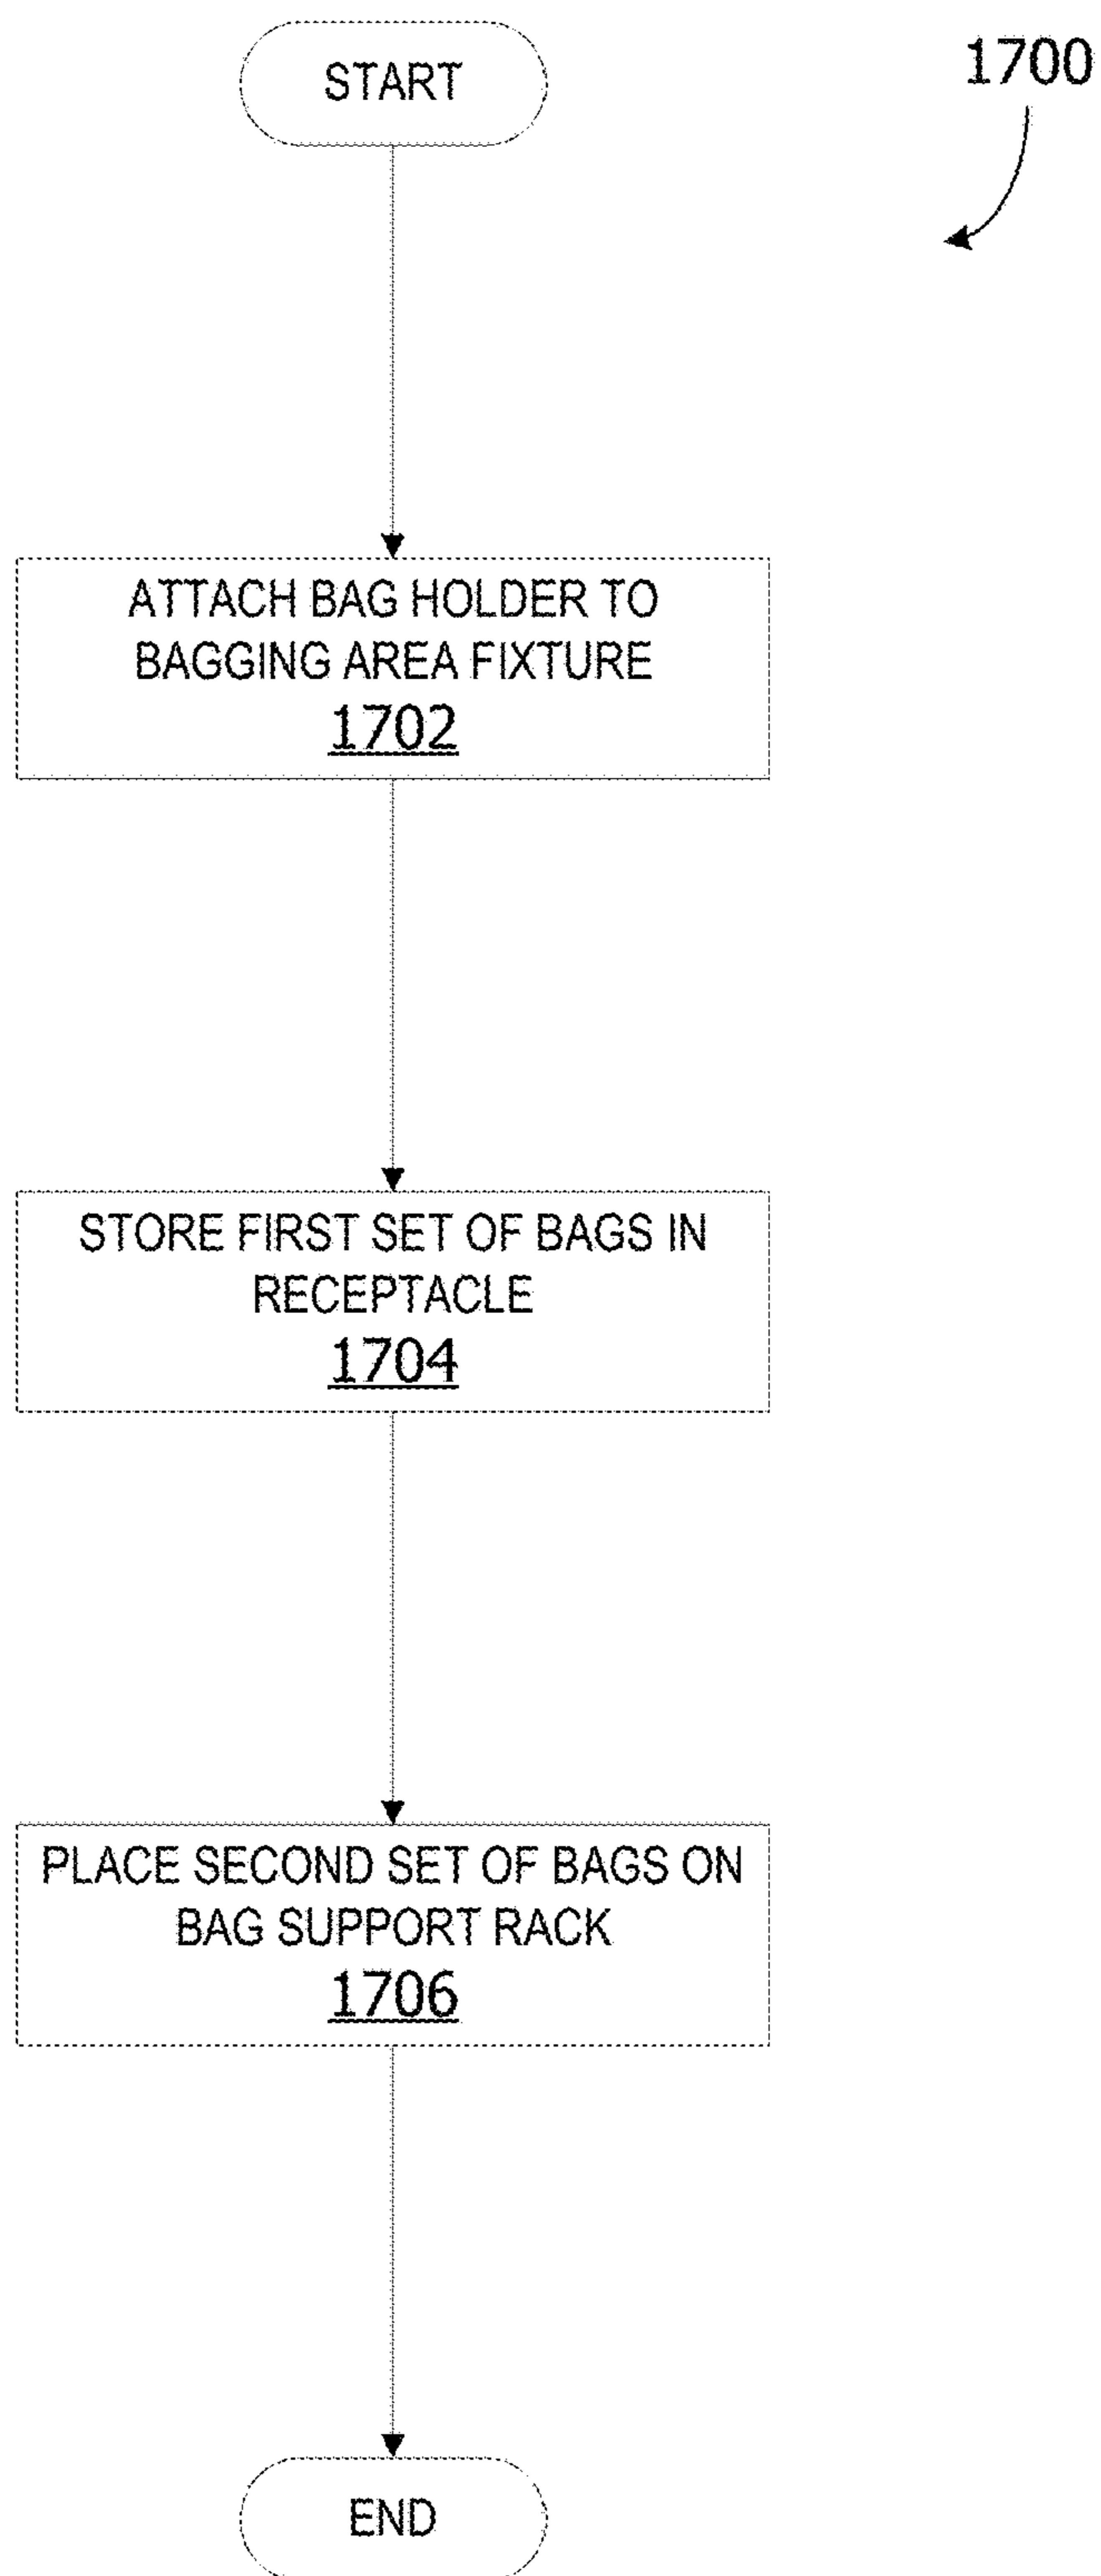 START
1700
ATTACH BAG HOLDER TO
BAGGING AREA FIXTURE
1702
STORE FIRST SET OF BAGS IN
RECEPTACLE
1704
PLACE SECOND SET OF BAGS ON
BAG SUPPORT RACK
1706
END